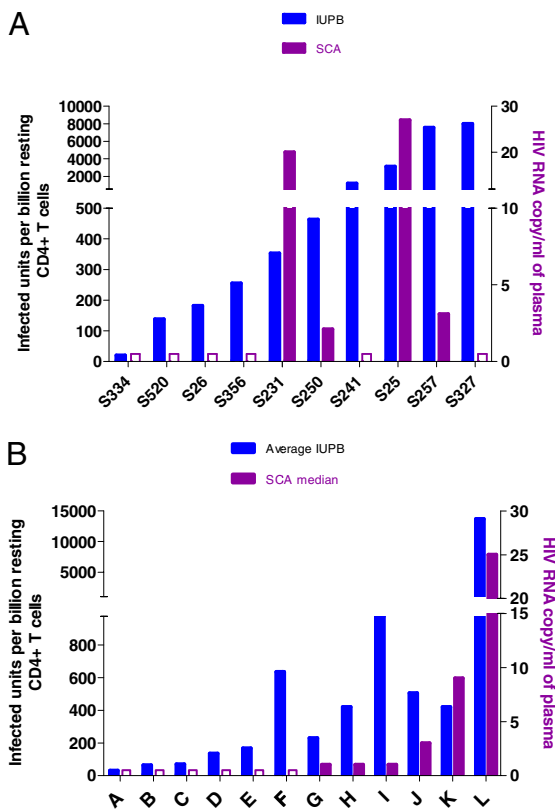 A
IUPB
SCA
Infected units per billion resting
CD4+ T cells
10000
8000
6000
4000
2000
500
400
300
200
100
0
30
20
10
5
0
HIV RNA copy/ml of plasma
S334
S520
S26
S356
S231
S250
S241
S25
S257
S327
B
Average IUPB
SCA median
Infected units per billion resting
CD4+ T cells
15000
10000
5000
800
600
400
200
0
30
25
20
15
10
5
0
HIV RNA copy/ml of plasma
A
B
C
D
E
F
G
H
I
J
K
L